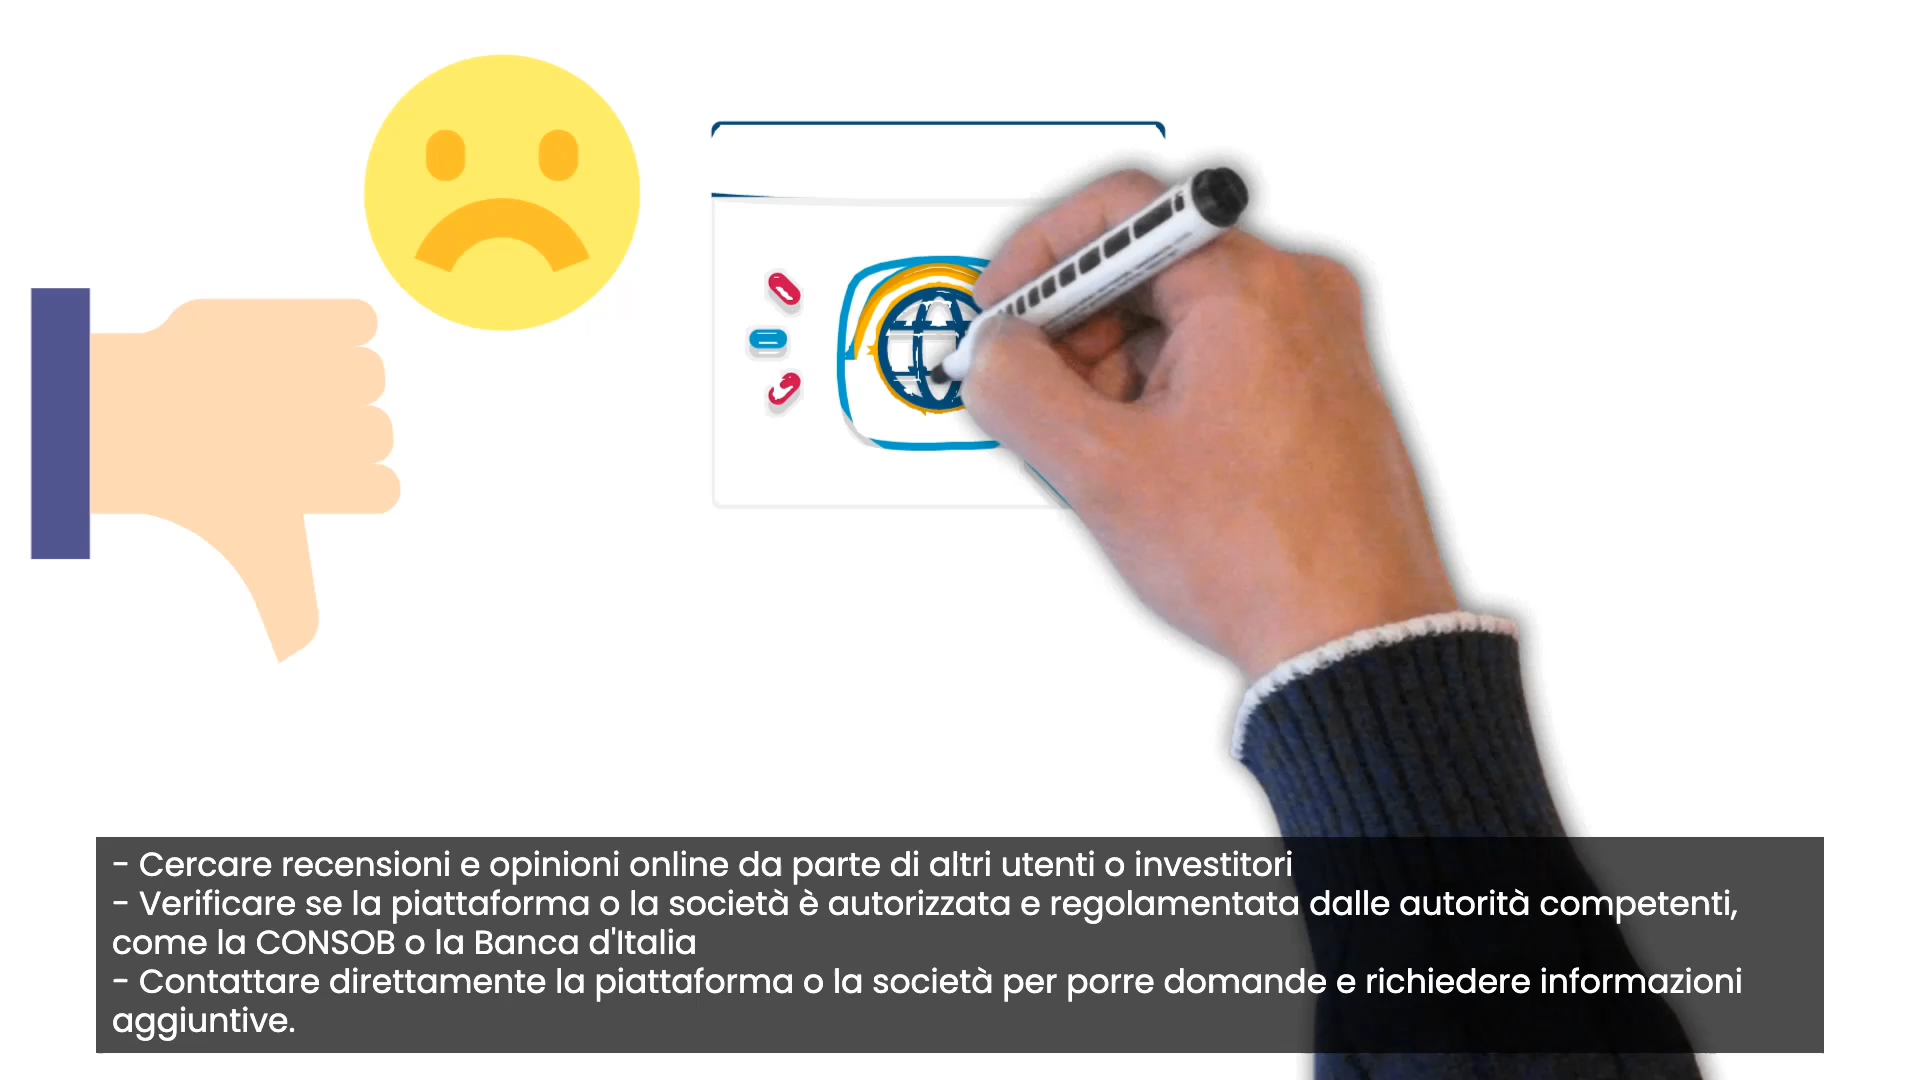 - Cercare recensioni e opinioni online da parte di altri utenti o investitori
- Verificare se la piattaforma o la società è autorizzata e regolamentata dalle autorità competenti,
come la CONSOB o la Banca d'Italia
- Contattare direttamente la piattaforma o la società per porre domande e richiedere informazioni
aggiuntive.